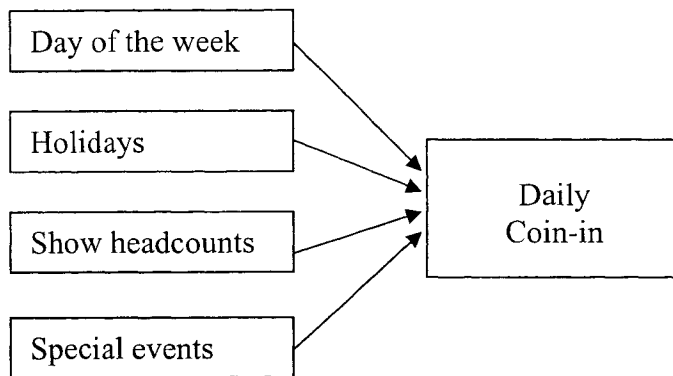 Day of the week
Holidays
Show headcounts
Special events
Daily
Coin-in